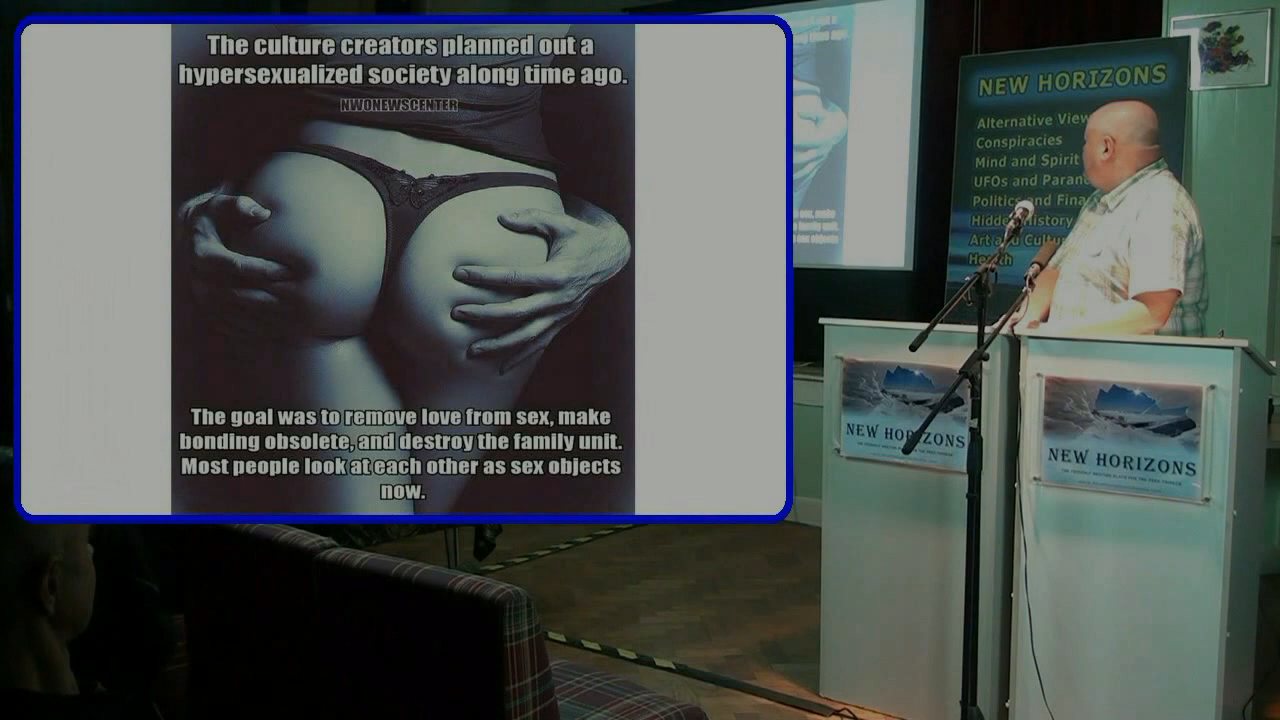 The culture creators planned out a
hypersexualized society along time ago.
NWONEWSCENTER
The goal was to remove love from sex, make
bonding obsolete, and destroy the family unit.
Most people look at each other as sex objects
now.
NEW HORIZONS
Alternative View
Conspiracies
Mind and Spirit
UFOs and Parano
Politics and Fina
Hidden History
Art and Cultu
Health
NEW HORIZONS
NEW HORIZONS